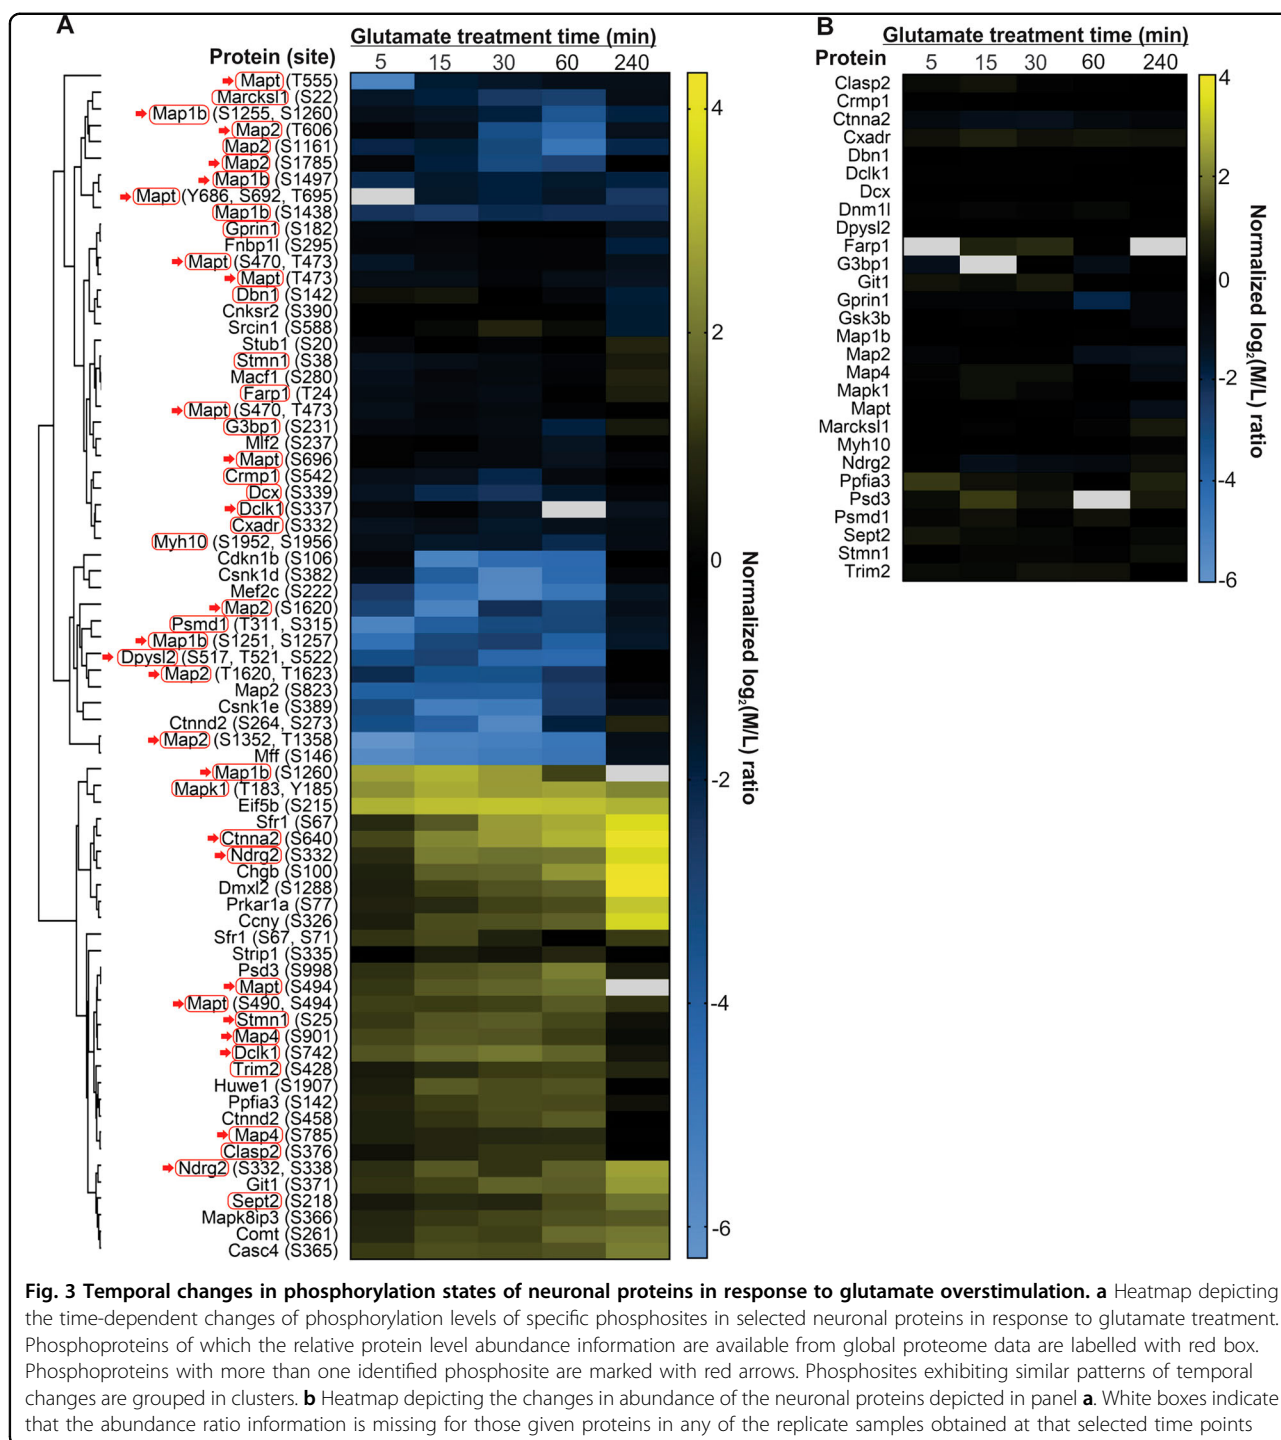 A
Glutamate treatment time (min)
Protein (site) 5 15 30 60 240
Mapt (T555)
Marcksl1 (S22)
Map1b (S1255, S1260)
Map2 (T606)
Map2 (S1161)
Map2 (S1785)
Map1b (S1497)
Mapt (Y686, S692, T695)
Map1b (S1438)
Gprin1 (S182)
Fnbp1l (S295)
Mapt (S470, T473)
Mapt (T473)
Dbn1 (S142)
Cnksr2 (S390)
Srcin1 (S588)
Stub1 (S20)
Stmn1 (S38)
Macf1 (S280)
Farp1 (T24)
Mapt (S470, T473)
G3bp1 (S231)
Mlf2 (S237)
Mapt (S696)
Crmp1 (S542)
Dcx (S339)
Dclk1 (S337)
Cxadr (S332)
Myh10 (S1952, S1956)
Cdkn1b (S106)
Csnk1d (S382)
Mef2c (S222)
Map2 (S1620)
Psmd1 (T311, S315)
Map1b (S1251, S1257)
Dpysl2 (S517, T521, S522)
Map2 (T1620, T1623)
Map2 (S823)
Csnk1e (S389)
Ctnnd2 (S264, S273)
Map2 (S1352, T1358)
Mff (S146)
Map1b (S1260)
Mapk1 (T183, Y185)
Eif5b (S215)
Sfr1 (S67)
Ctnna2 (S640)
Ndrg2 (S332)
Chgb (S100)
Dmxl2 (S1288)
Prkar1a (S77)
Ccny (S326)
Sfr1 (S67, S71)
Strip1 (S335)
Psd3 (S998)
Mapt (S494)
Mapt (S490, S494)
Stmn1 (S25)
Map4 (S901)
Dclk1 (S742)
Trim2 (S428)
Huwe1 (S1907)
Ppfia3 (S142)
Ctnnd2 (S458)
Map4 (S785)
Clasp2 (S376)
Ndrg2 (S332, S338)
Git1 (S371)
Sept2 (S218)
Mapk8ip3 (S366)
Comt (S261)
Casc4 (S365)
4
2
0
-2
-4
-6
Normalized log2(M/L) ratio
B
Glutamate treatment time (min)
Protein 5 15 30 60 240
Clasp2
Crmp1
Ctnna2
Cxadr
Dbn1
Dclk1
Dcx
Dnm1l
Dpysl2
Farp1
G3bp1
Git1
Gprin1
Gsk3b
Map1b
Map2
Map4
Mapk1
Mapt
Marcksl1
Myh10
Ndrg2
Ppfia3
Psd3
Psmd1
Sept2
Stmn1
Trim2
4
2
0
-2
-4
-6
Normalized log2(M/L) ratio
Fig. 3 Temporal changes in phosphorylation states of neuronal proteins in response to glutamate overstimulation. a Heatmap depicting
the time-dependent changes of phosphorylation levels of specific phosphosites in selected neuronal proteins in response to glutamate treatment.
Phosphoproteins of which the relative protein level abundance information are available from global proteome data are labelled with red box.
Phosphoproteins with more than one identified phosphosite are marked with red arrows. Phosphosites exhibiting similar patterns of temporal
changes are grouped in clusters. b Heatmap depicting the changes in abundance of the neuronal proteins depicted in panel a. White boxes indicate
that the abundance ratio information is missing for those given proteins in any of the replicate samples obtained at that selected time points